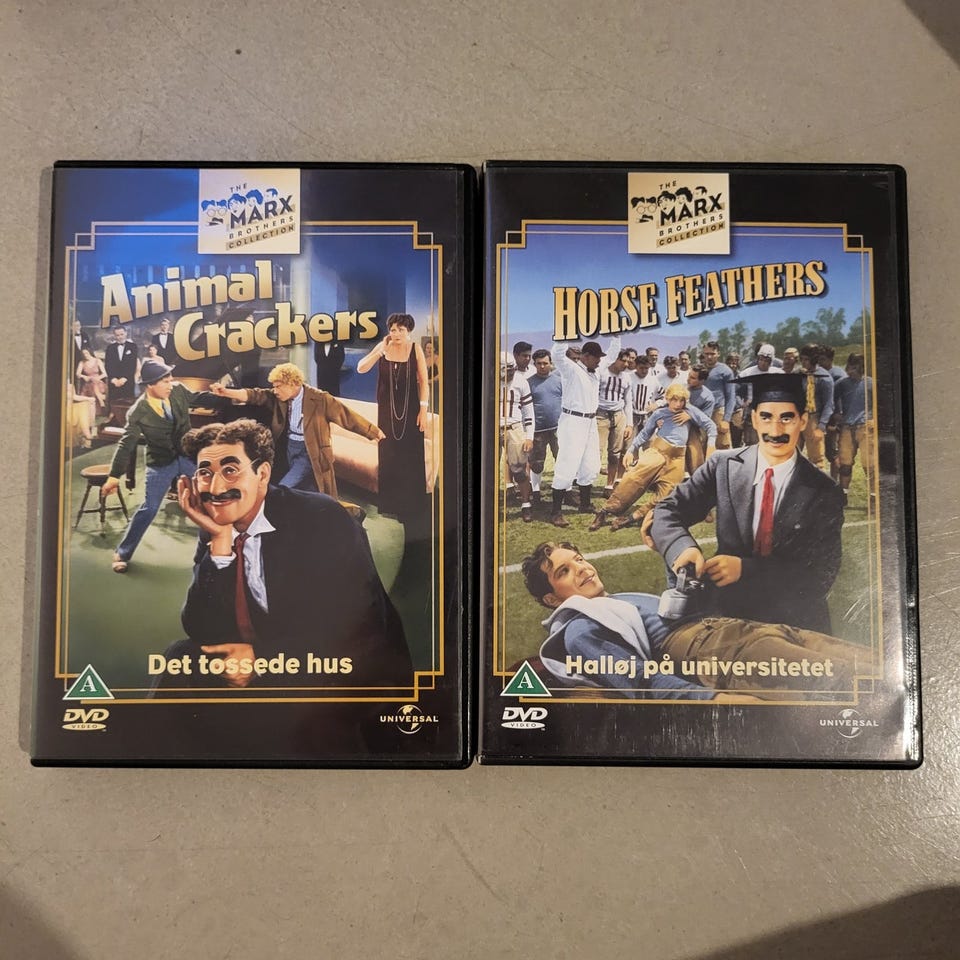 THE
MARX
BROTHERS
COLLECTION
Animal
Crackers
Det tossede hus
A
DVD
VIDEO
UNIVERSAL
THE
MARX
BROTHERS
COLLECTION
HORSE FEATHERS
Halløj på universitetet
A
DVD
VIDEO
UNIVERSAL